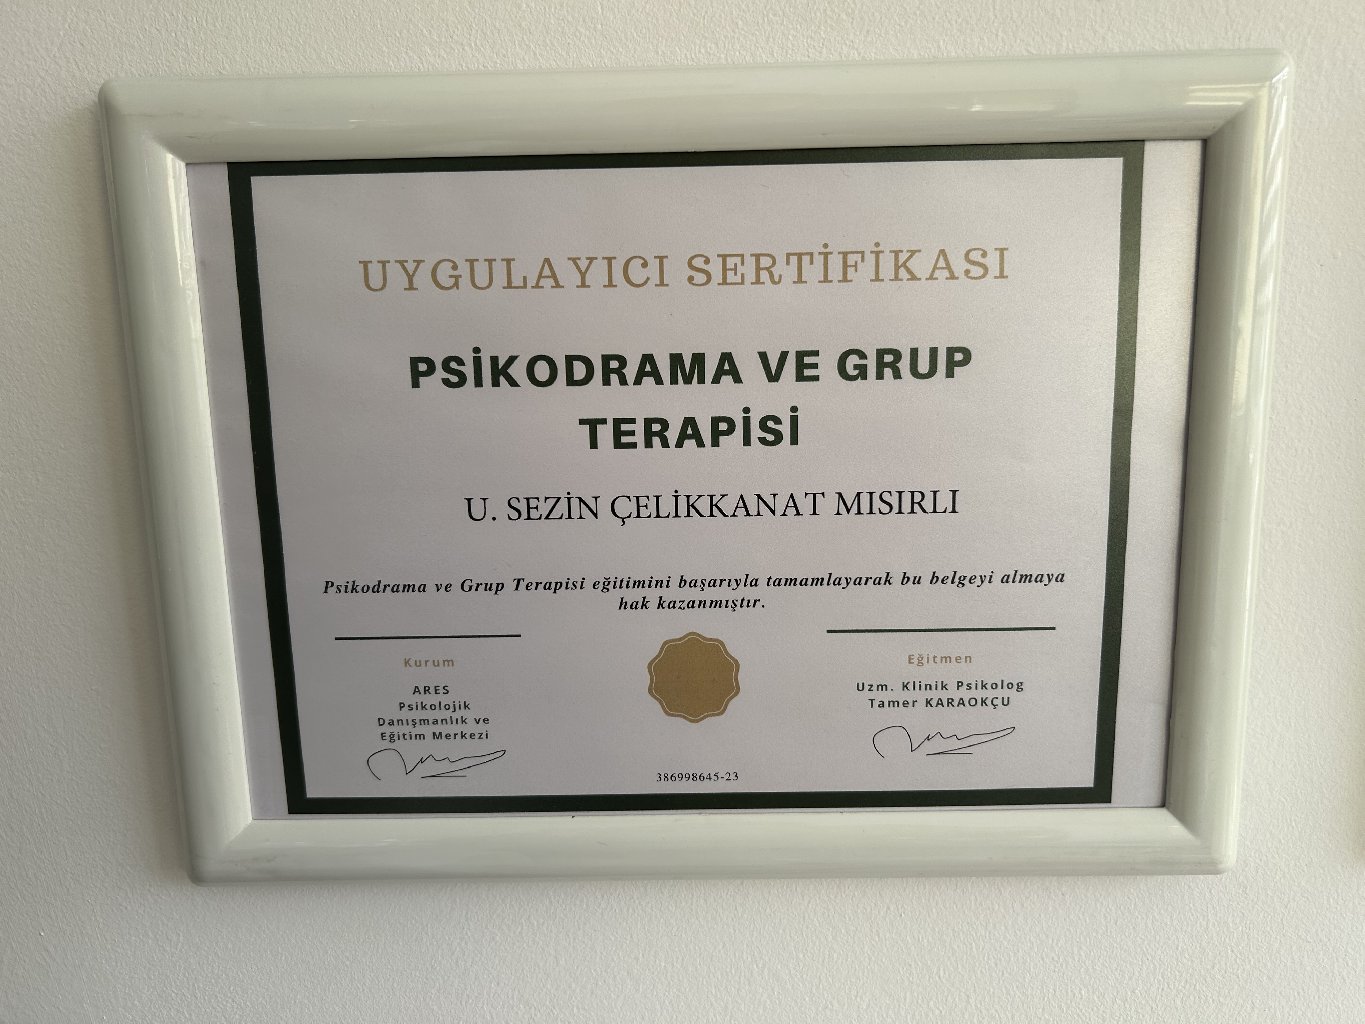 UYGULAYICI SERTİFİKASI
PSİKODRAMA VE GRUP
TERAPİSİ
U. SEZİN ÇELİKKANAT MISIRLI
Psikodrama ve Grup Terapisi eğitimini başarıyla tamamlayarak bu belgeyi almaya
hak kazanmıştır.
Kurum
ARES
Psikolojik
Danışmanlık ve
Eğitim Merkezi
Eğitmen
Uzm. Klinik Psikolog
Tamer KARAOKÇU
386998645-23